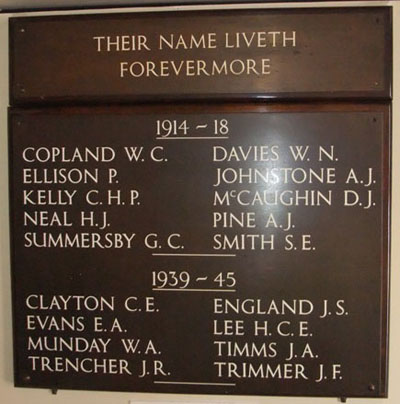 THEIR NAME LIVETH
FOREVERMORE
1914 ~ 18
COPLAND W. C. DAVIES W. N.
ELLISON P. JOHNSTONE A. J.
KELLY C. H. P. McCAUGHIN D. J.
NEAL H. J. PINE A. J.
SUMMERSBY G. C. SMITH S. E.
1939 ~ 45
CLAYTON C. E. ENGLAND J. S.
EVANS E. A. LEE H. C. E.
MUNDAY W. A. TIMMS J. A.
TRENCHER J. R. TRIMMER J. F.